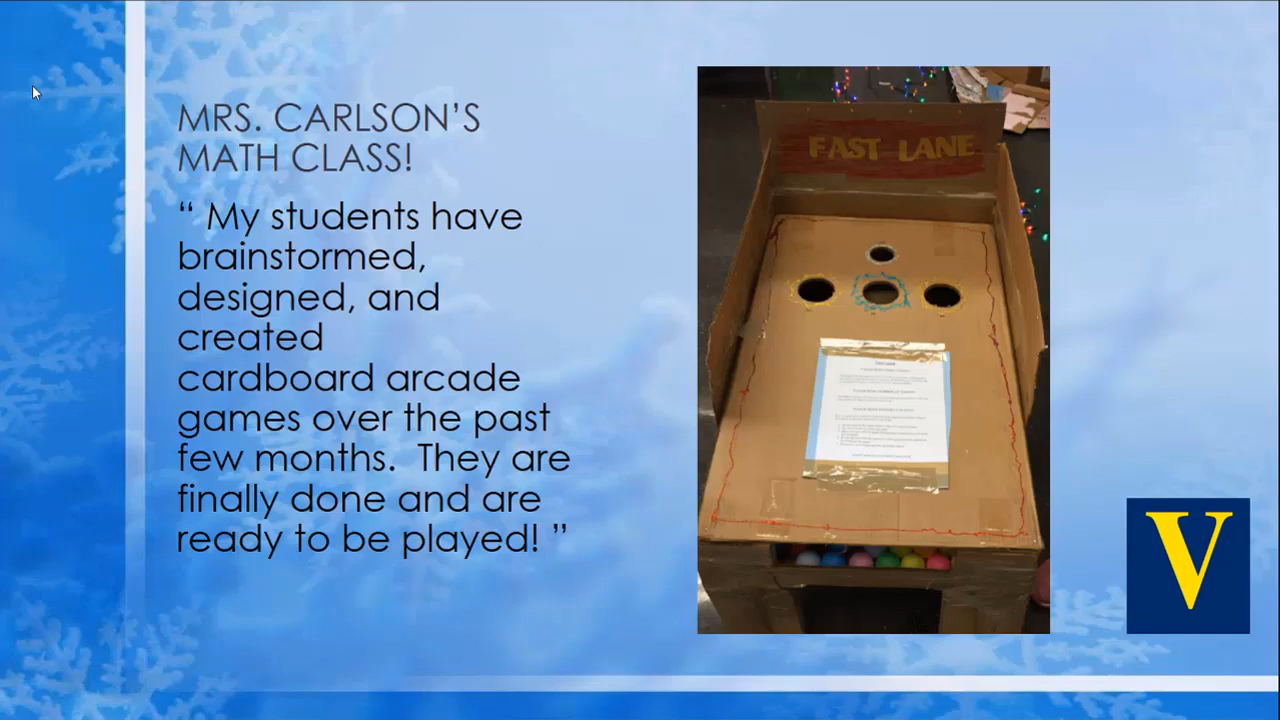 MRS. CARLSON’S
MATH CLASS!
“ My students have
brainstormed,
designed, and
created
cardboard arcade
games over the past
few months.  They are
finally done and are
ready to be played! ”
FAST LANE
V